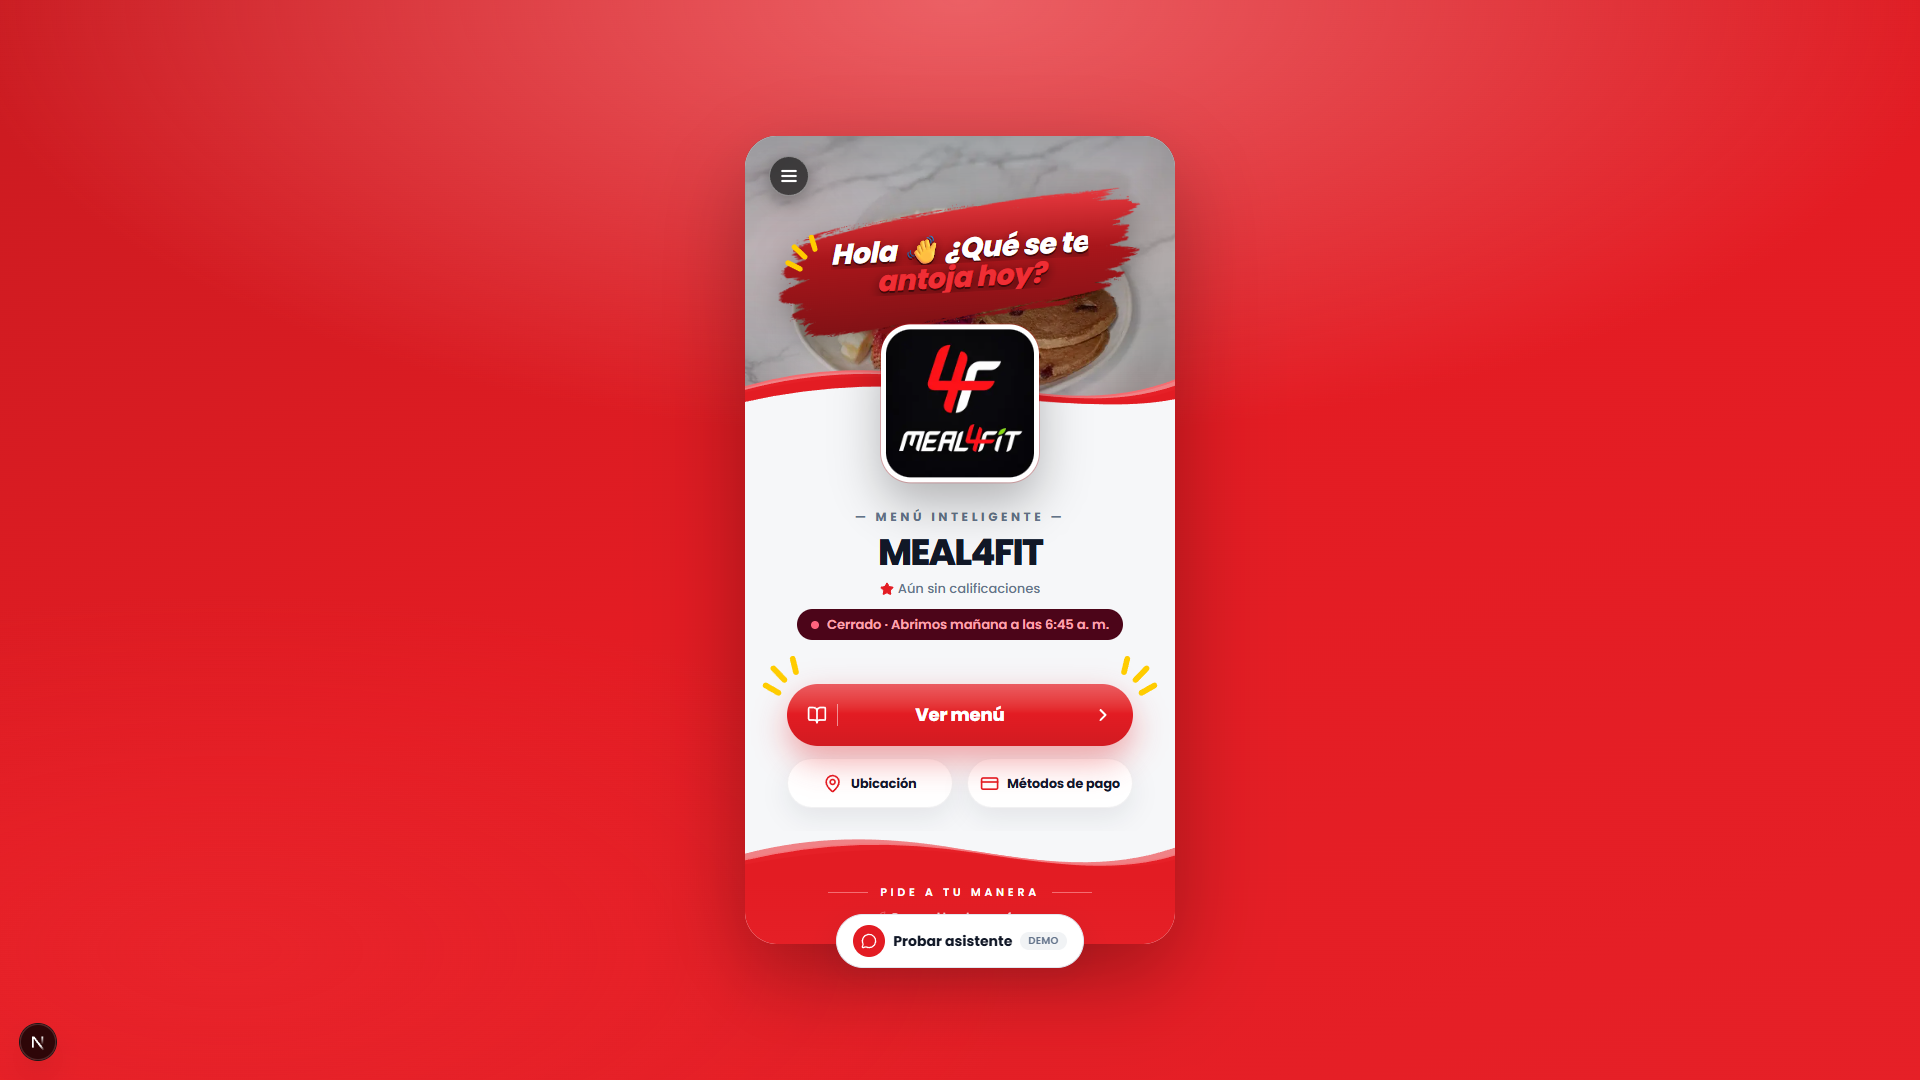 Hola 👋 ¿Qué se te
antoja hoy?
4F
MEAL4FiT
— MENÚ INTELIGENTE —
MEAL4FIT
Aún sin calificaciones
Cerrado · Abrimos mañana a las 6:45 a. m.
Ver menú
Ubicación
Métodos de pago
PIDE A TU MANERA
Probar asistente DEMO
N